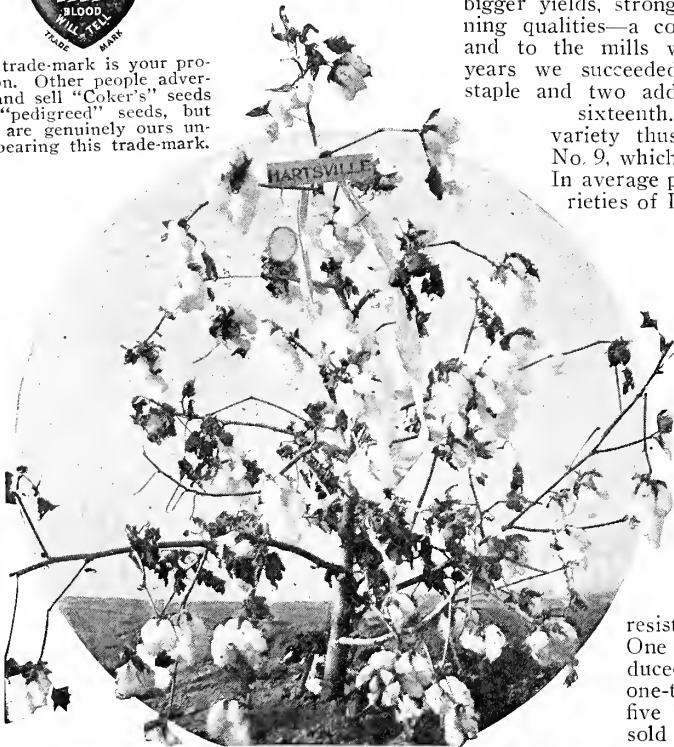 BLOOD
WILL TELL
TRADE MARK
trade-mark is your pro-
on. Other people adver-
and sell "Coker's" seeds
"pedigreed" seeds, but
are genuinely ours un-
bearing this trade-mark.
bigger yields, strong
ning qualities—a co
and to the mills w
years we succeeded
staple and two add
sixteenth.
variety thus
No. 9, which
In average p
rieties of I
HARTSVILLE
resist
One
duced
one-t
five
sold